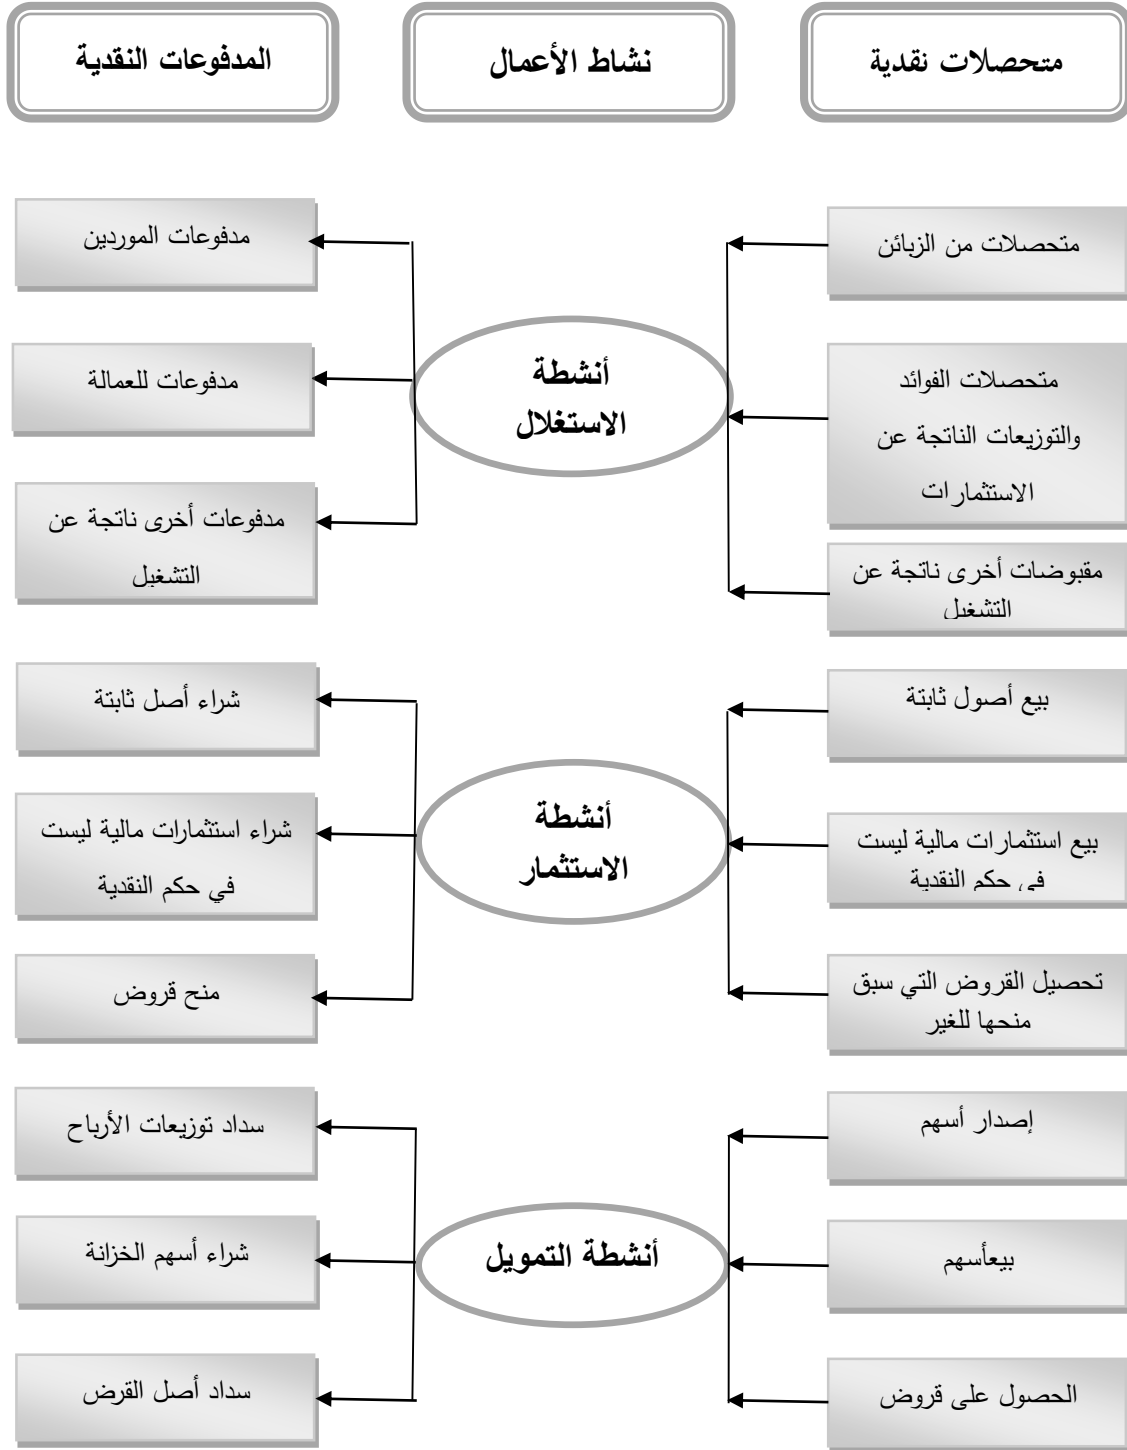 متحصلات نقدية
نشاط الأعمال
المدفوعات النقدية
متحصلات من الزبائن
متحصلات الفوائد
والتوزيعات الناتجة عن
الاستثمارات
مقبوضات أخرى ناتجة عن
التشغيل
أنشطة
الاستغلال
مدفوعات الموردين
مدفوعات للعمالة
مدفوعات أخرى ناتجة عن
التشغيل
بيع أصول ثابتة
بيع استثمارات مالية ليست
في حكم النقدية
تحصيل القروض التي سبق
منحها للغير
أنشطة
الاستثمار
شراء أصل ثابتة
شراء استثمارات مالية ليست
في حكم النقدية
منح قروض
إصدار أسهم
بيعأسهم
الحصول على قروض
أنشطة التمويل
سداد توزيعات الأرباح
شراء أسهم الخزانة
سداد أصل القرض